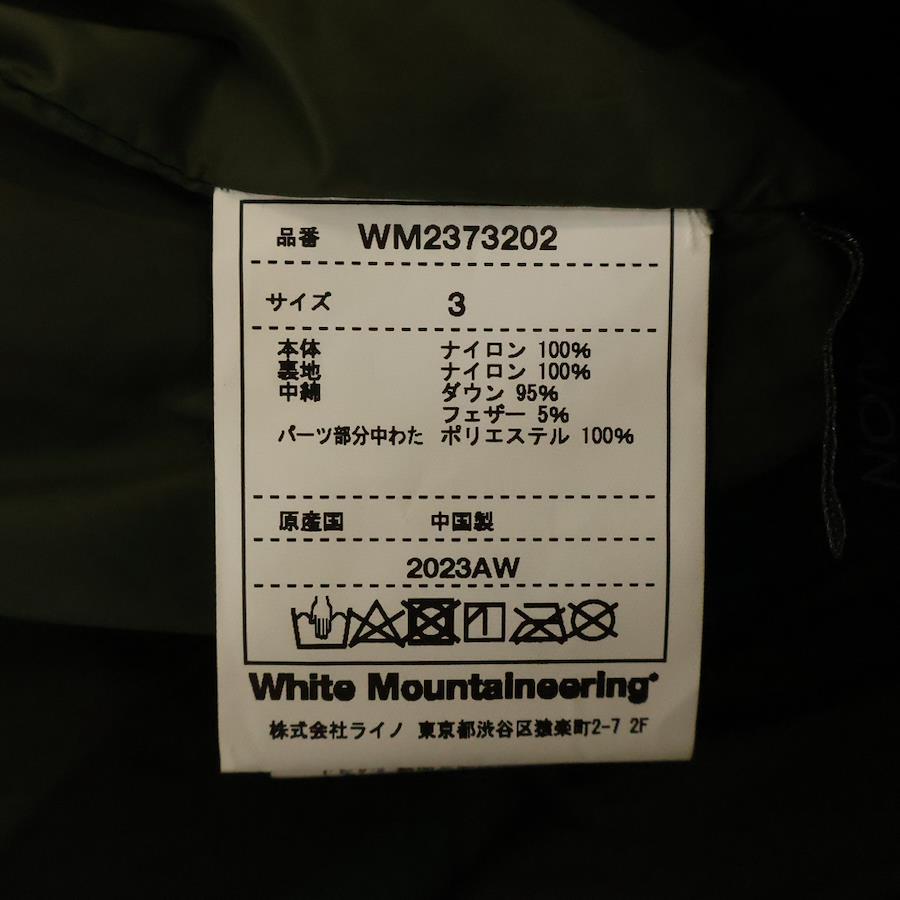 品番 WM2373202
サイズ 3
本体 ナイロン 100%
裏地 ナイロン 100%
中綿 ダウン 95%
フェザー 5%
パーツ部分中わた ポリエステル 100%
原産国 中国製
2023AW
White Mountaineering
株式会社ライノ 東京都渋谷区猿楽町2-7 2F